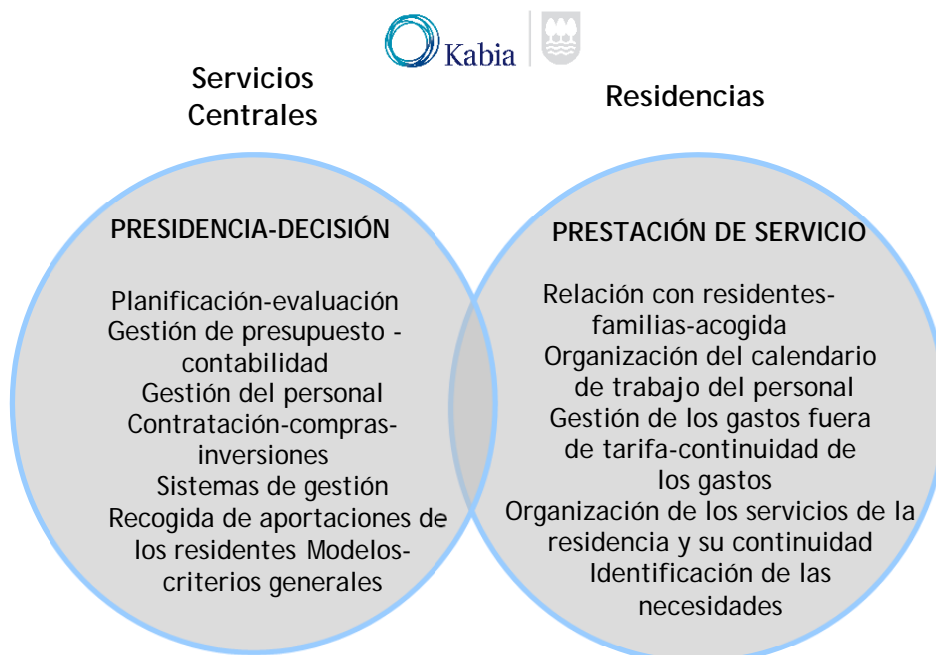 Kabia
Servicios
Centrales
Residencias
PRESIDENCIA-DECISIÓN
Planificación-evaluación
Gestión de presupuesto -
contabilidad
Gestión del personal
Contratación-compras-
inversiones
Sistemas de gestión
Recogida de aportaciones de
los residentes Modelos-
criterios generales
PRESTACIÓN DE SERVICIO
Relación con residentes-
familias-acogida
Organización del calendario
de trabajo del personal
Gestión de los gastos fuera
de tarifa-continuidad de
los gastos
Organización de los servicios de la
residencia y su continuidad
Identificación de las
necesidades